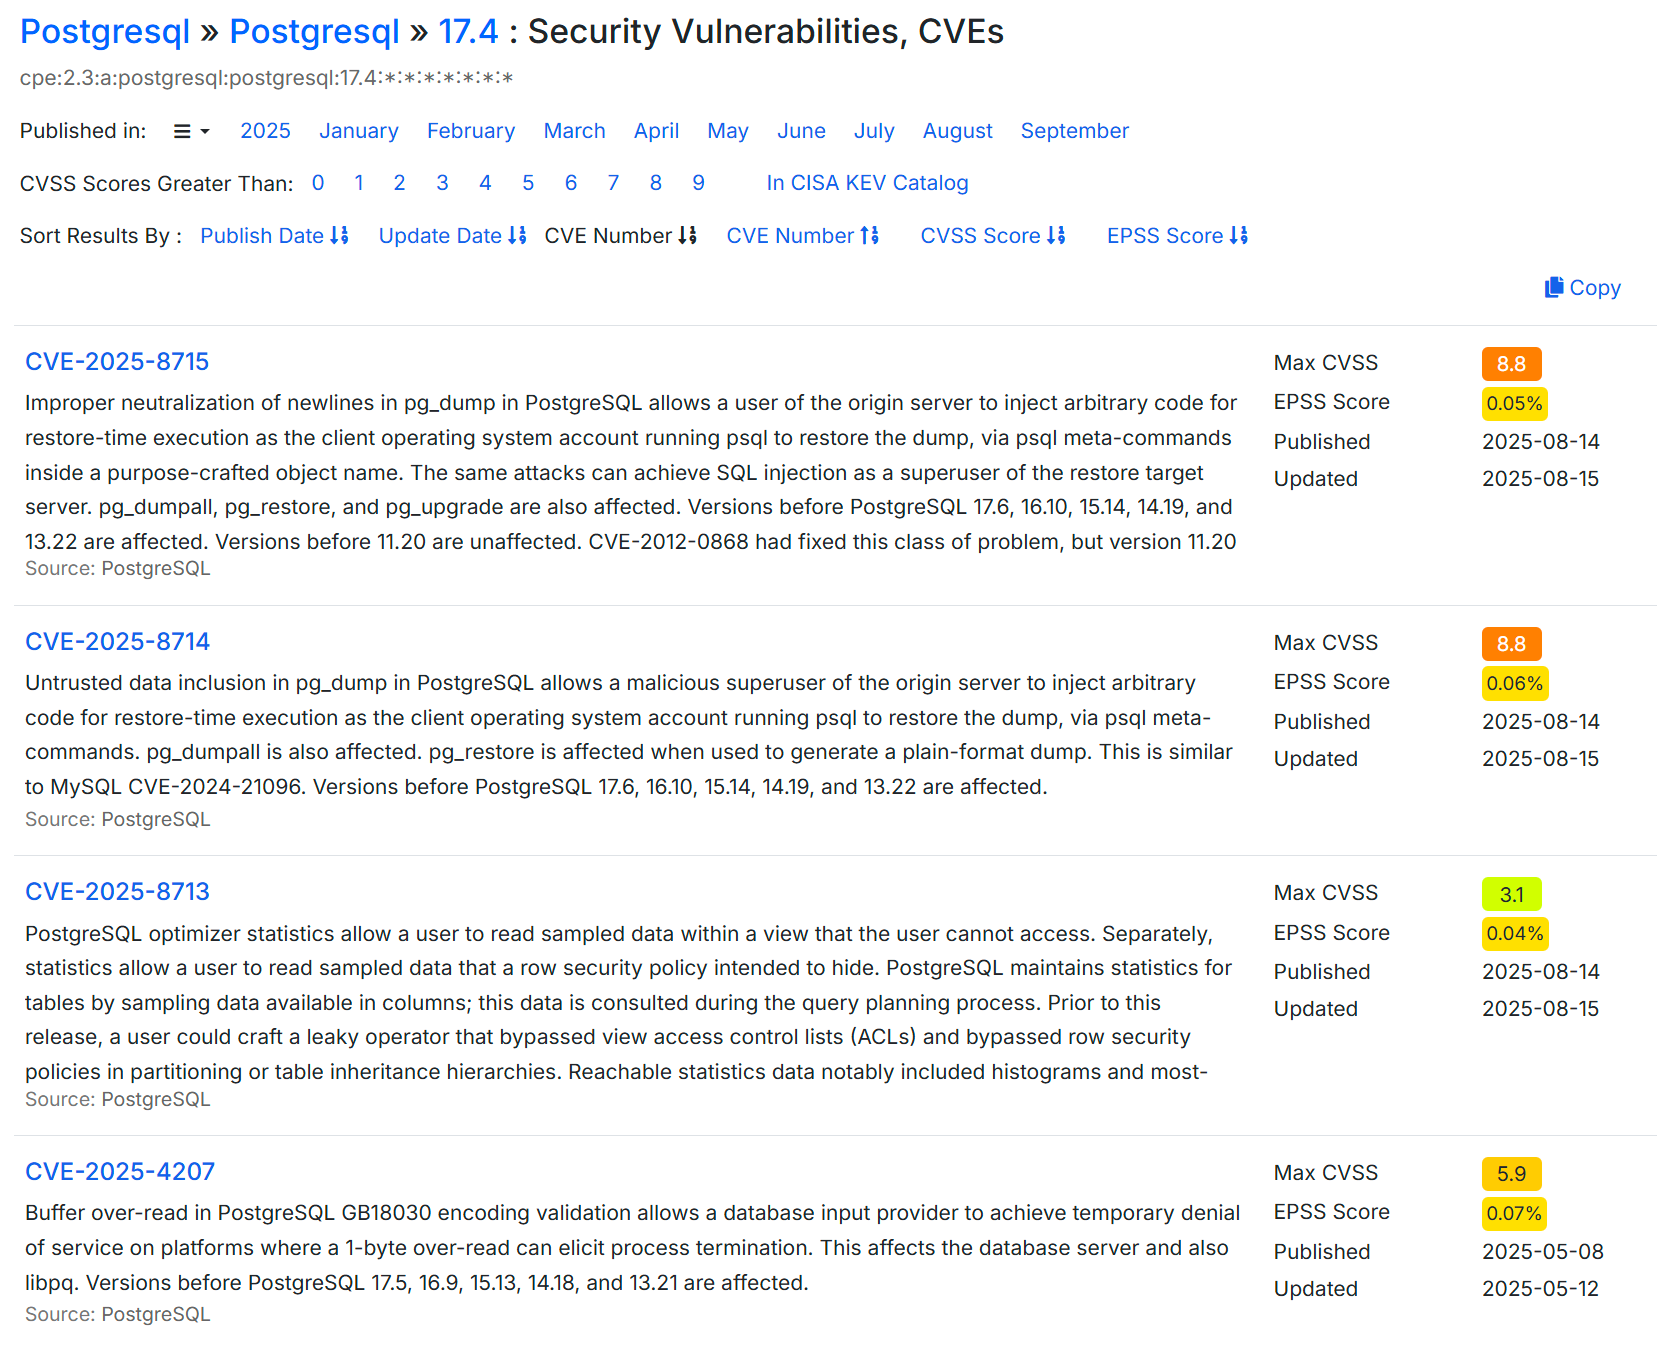 Postgresql » Postgresql » 17.4 : Security Vulnerabilities, CVEs
cpe:2.3:a:postgresql:postgresql:17.4:*:*:*:*:*:*:*
Published in: 2025 January February March April May June July August September
CVSS Scores Greater Than: 0 1 2 3 4 5 6 7 8 9 In CISA KEV Catalog
Sort Results By : Publish Date Update Date CVE Number CVE Number CVSS Score EPSS Score
Copy
CVE-2025-8715
Improper neutralization of newlines in pg_dump in PostgreSQL allows a user of the origin server to inject arbitrary code for
restore-time execution as the client operating system account running psql to restore the dump, via psql meta-commands
inside a purpose-crafted object name. The same attacks can achieve SQL injection as a superuser of the restore target
server. pg_dumpall, pg_restore, and pg_upgrade are also affected. Versions before PostgreSQL 17.6, 16.10, 15.14, 14.19, and
13.22 are affected. Versions before 11.20 are unaffected. CVE-2012-0868 had fixed this class of problem, but version 11.20
Source: PostgreSQL
Max CVSS 8.8
EPSS Score 0.05%
Published 2025-08-14
Updated 2025-08-15
CVE-2025-8714
Untrusted data inclusion in pg_dump in PostgreSQL allows a malicious superuser of the origin server to inject arbitrary
code for restore-time execution as the client operating system account running psql to restore the dump, via psql meta-
commands. pg_dumpall is also affected. pg_restore is affected when used to generate a plain-format dump. This is similar
to MySQL CVE-2024-21096. Versions before PostgreSQL 17.6, 16.10, 15.14, 14.19, and 13.22 are affected.
Source: PostgreSQL
Max CVSS 8.8
EPSS Score 0.06%
Published 2025-08-14
Updated 2025-08-15
CVE-2025-8713
PostgreSQL optimizer statistics allow a user to read sampled data within a view that the user cannot access. Separately,
statistics allow a user to read sampled data that a row security policy intended to hide. PostgreSQL maintains statistics for
tables by sampling data available in columns; this data is consulted during the query planning process. Prior to this
release, a user could craft a leaky operator that bypassed view access control lists (ACLs) and bypassed row security
policies in partitioning or table inheritance hierarchies. Reachable statistics data notably included histograms and most-
Source: PostgreSQL
Max CVSS 3.1
EPSS Score 0.04%
Published 2025-08-14
Updated 2025-08-15
CVE-2025-4207
Buffer over-read in PostgreSQL GB18030 encoding validation allows a database input provider to achieve temporary denial
of service on platforms where a 1-byte over-read can elicit process termination. This affects the database server and also
libpq. Versions before PostgreSQL 17.5, 16.9, 15.13, 14.18, and 13.21 are affected.
Source: PostgreSQL
Max CVSS 5.9
EPSS Score 0.07%
Published 2025-05-08
Updated 2025-05-12